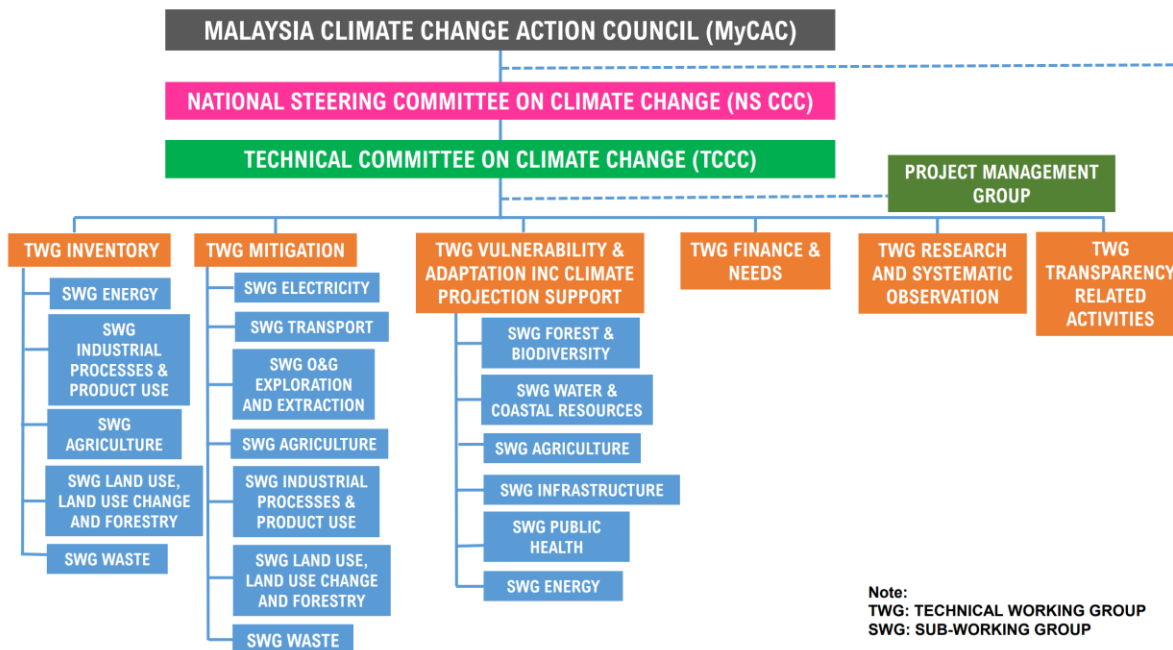 MALAYSIA CLIMATE CHANGE ACTION COUNCIL (MyCAC)
NATIONAL STEERING COMMITTEE ON CLIMATE CHANGE (NS CCC)
TECHNICAL COMMITTEE ON CLIMATE CHANGE (TCCC)
PROJECT MANAGEMENT
GROUP
TWG INVENTORY
SWG ENERGY
SWG
INDUSTRIAL
PROCESSES &
PRODUCT USE
SWG
AGRICULTURE
SWG LAND USE,
LAND USE CHANGE
AND FORESTRY
SWG WASTE
TWG MITIGATION
SWG ELECTRICITY
SWG TRANSPORT
SWG O&G
EXPLORATION
AND EXTRACTION
SWG AGRICULTURE
SWG INDUSTRIAL
PROCESSES &
PRODUCT USE
SWG LAND USE,
LAND USE CHANGE
AND FORESTRY
SWG WASTE
TWG VULNERABILITY &
ADAPTATION INC CLIMATE
PROJECTION SUPPORT
SWG FOREST &
BIODIVERSITY
SWG WATER &
COASTAL RESOURCES
SWG AGRICULTURE
SWG INFRASTRUCTURE
SWG PUBLIC
HEALTH
SWG ENERGY
TWG FINANCE &
NEEDS
TWG RESEARCH
AND SYSTEMATIC
OBSERVATION
TWG
TRANSPARENCY
RELATED
ACTIVITIES
Note:
TWG: TECHNICAL WORKING GROUP
SWG: SUB-WORKING GROUP